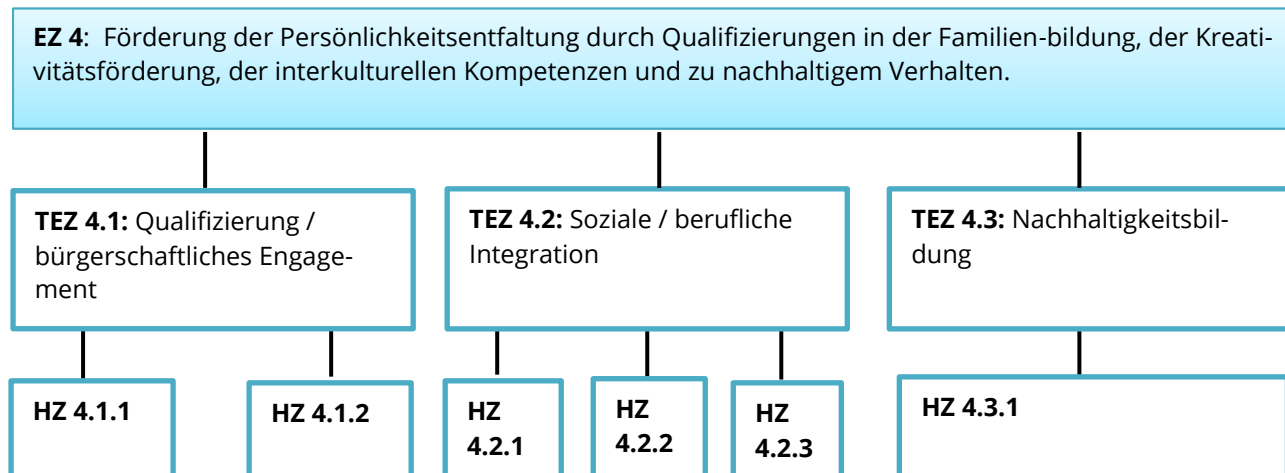 EZ 4:  Förderung der Persönlichkeitsentfaltung durch Qualifizierungen in der Familien-bildung, der Kreati-
vitätsförderung, der interkulturellen Kompetenzen und zu nachhaltigem Verhalten.
TEZ 4.1: Qualifizierung /
bürgerschaftliches Engage-
ment
TEZ 4.2: Soziale / berufliche
Integration
TEZ 4.3: Nachhaltigkeitsbil-
dung
HZ 4.1.1
HZ 4.1.2
HZ
4.2.1
HZ
4.2.2
HZ
4.2.3
HZ 4.3.1